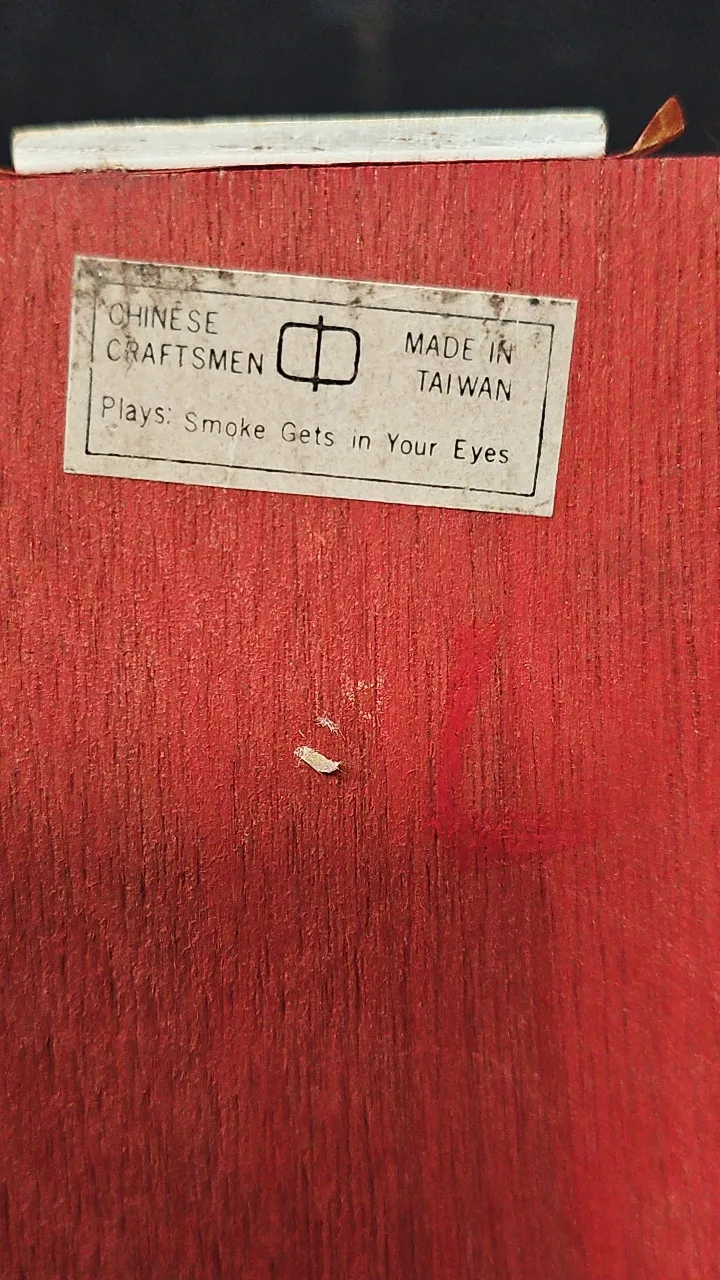 CHINESE
CRAFTSMEN
MADE IN
TAIWAN
Plays: Smoke Gets in Your Eyes